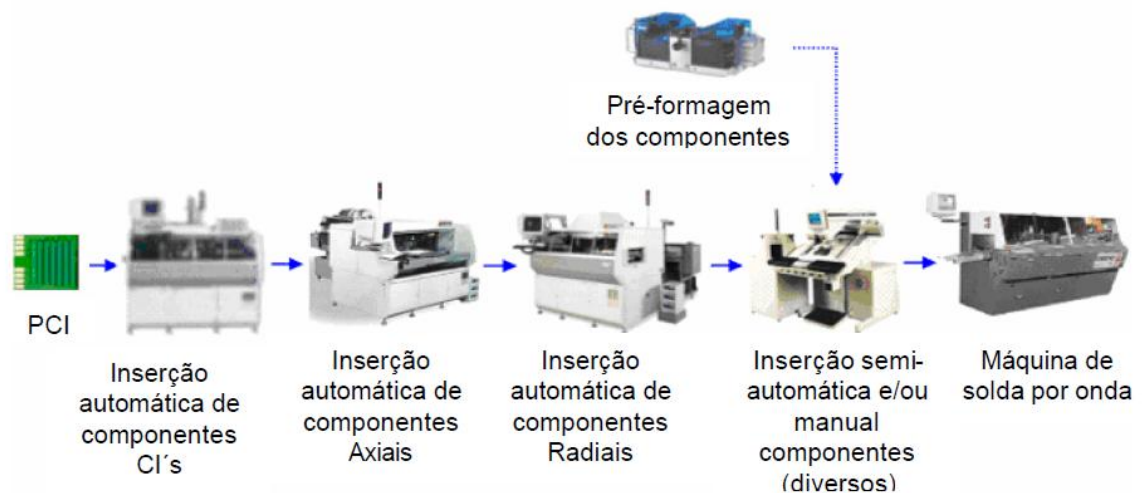 Pré-formagem
dos componentes
PCI
Inserção
automática de
componentes
CI´s
Inserção
automática de
componentes
Axiais
Inserção
automática de
componentes
Radiais
Inserção semi-
automática e/ou
manual
componentes
(diversos)
Máquina de
solda por onda